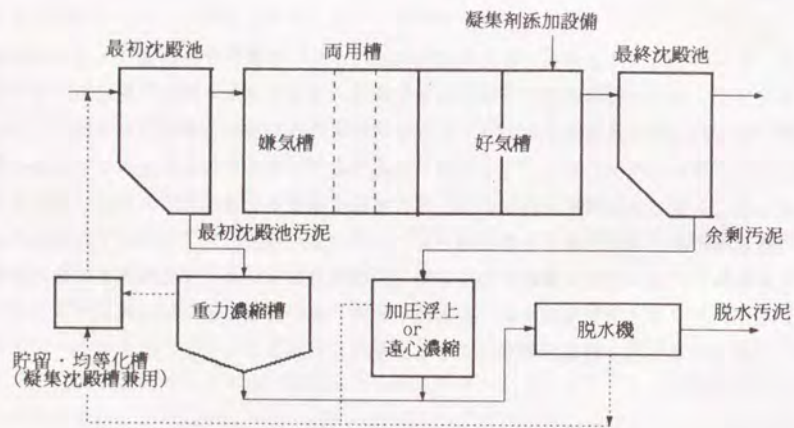 凝集剤添加設備
最初沈殿池
両用槽
最終沈殿池
嫌気槽
好気槽
最初沈殿池汚泥
余剰汚泥
重力濃縮槽
加圧浮上
or
遠心濃縮
脱水機
脱水汚泥
貯留・均等化槽
(凝集沈殿槽兼用)